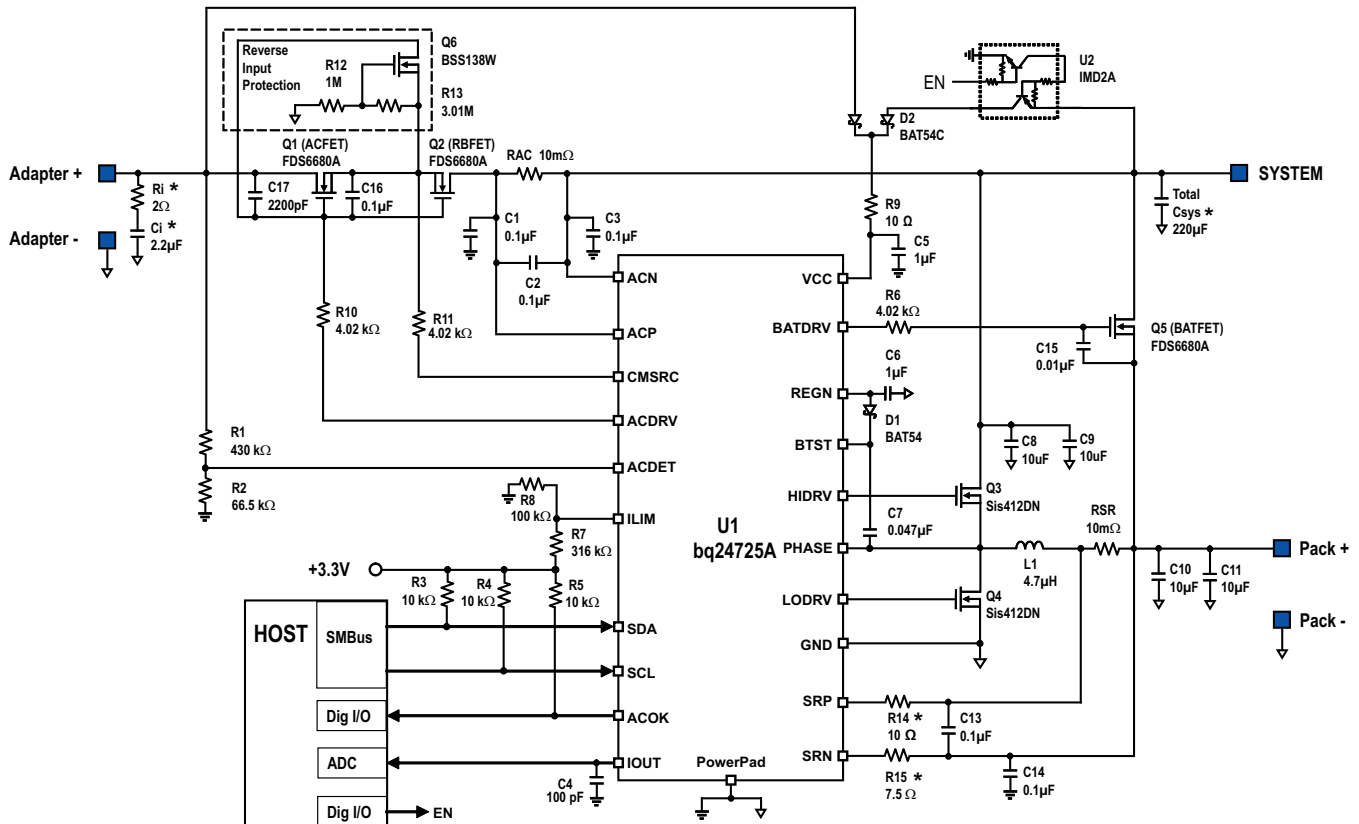 Reverse
Input
Protection
R12
1M
Q6
BSS138W
R13
3.01M
EN
U2
IMD2A
D2
BAT54C
Q1 (ACFET)
FDS6680A
Q2 (RBFET)
FDS6680A
RAC 10mΩ
Adapter +
Ri *
2Ω
Ci *
2.2µF
Adapter -
C17
2200pF
C16
0.1µF
C1
0.1µF
C3
0.1µF
C2
0.1µF
R9
10 Ω
C5
1µF
SYSTEM
Total
Csys *
220µF
R10
4.02 kΩ
R11
4.02 kΩ
ACN
ACP
CMSRC
ACDRV
ACDET
ILIM
SDA
SCL
ACOK
IOUT
VCC
BATDRV
REGN
BTST
HIDRV
PHASE
LODRV
GND
SRP
SRN
PowerPad
U1
bq24725A
R6
4.02 kΩ
C15
0.01µF
Q5 (BATFET)
FDS6680A
C6
1µF
D1
BAT54
C8
10uF
C9
10uF
Q3
Sis412DN
C7
0.047µF
RSR
10mΩ
L1
4.7µH
Pack +
C10
10µF
C11
10µF
Q4
Sis412DN
Pack -
R1
430 kΩ
R2
66.5 kΩ
R8
100 kΩ
R7
316 kΩ
+3.3V
R3
10 kΩ
R4
10 kΩ
R5
10 kΩ
HOST
SMBus
Dig I/O
ADC
Dig I/O
EN
C4
100 pF
R14 *
10 Ω
C13
0.1µF
R15 *
7.5 Ω
C14
0.1µF